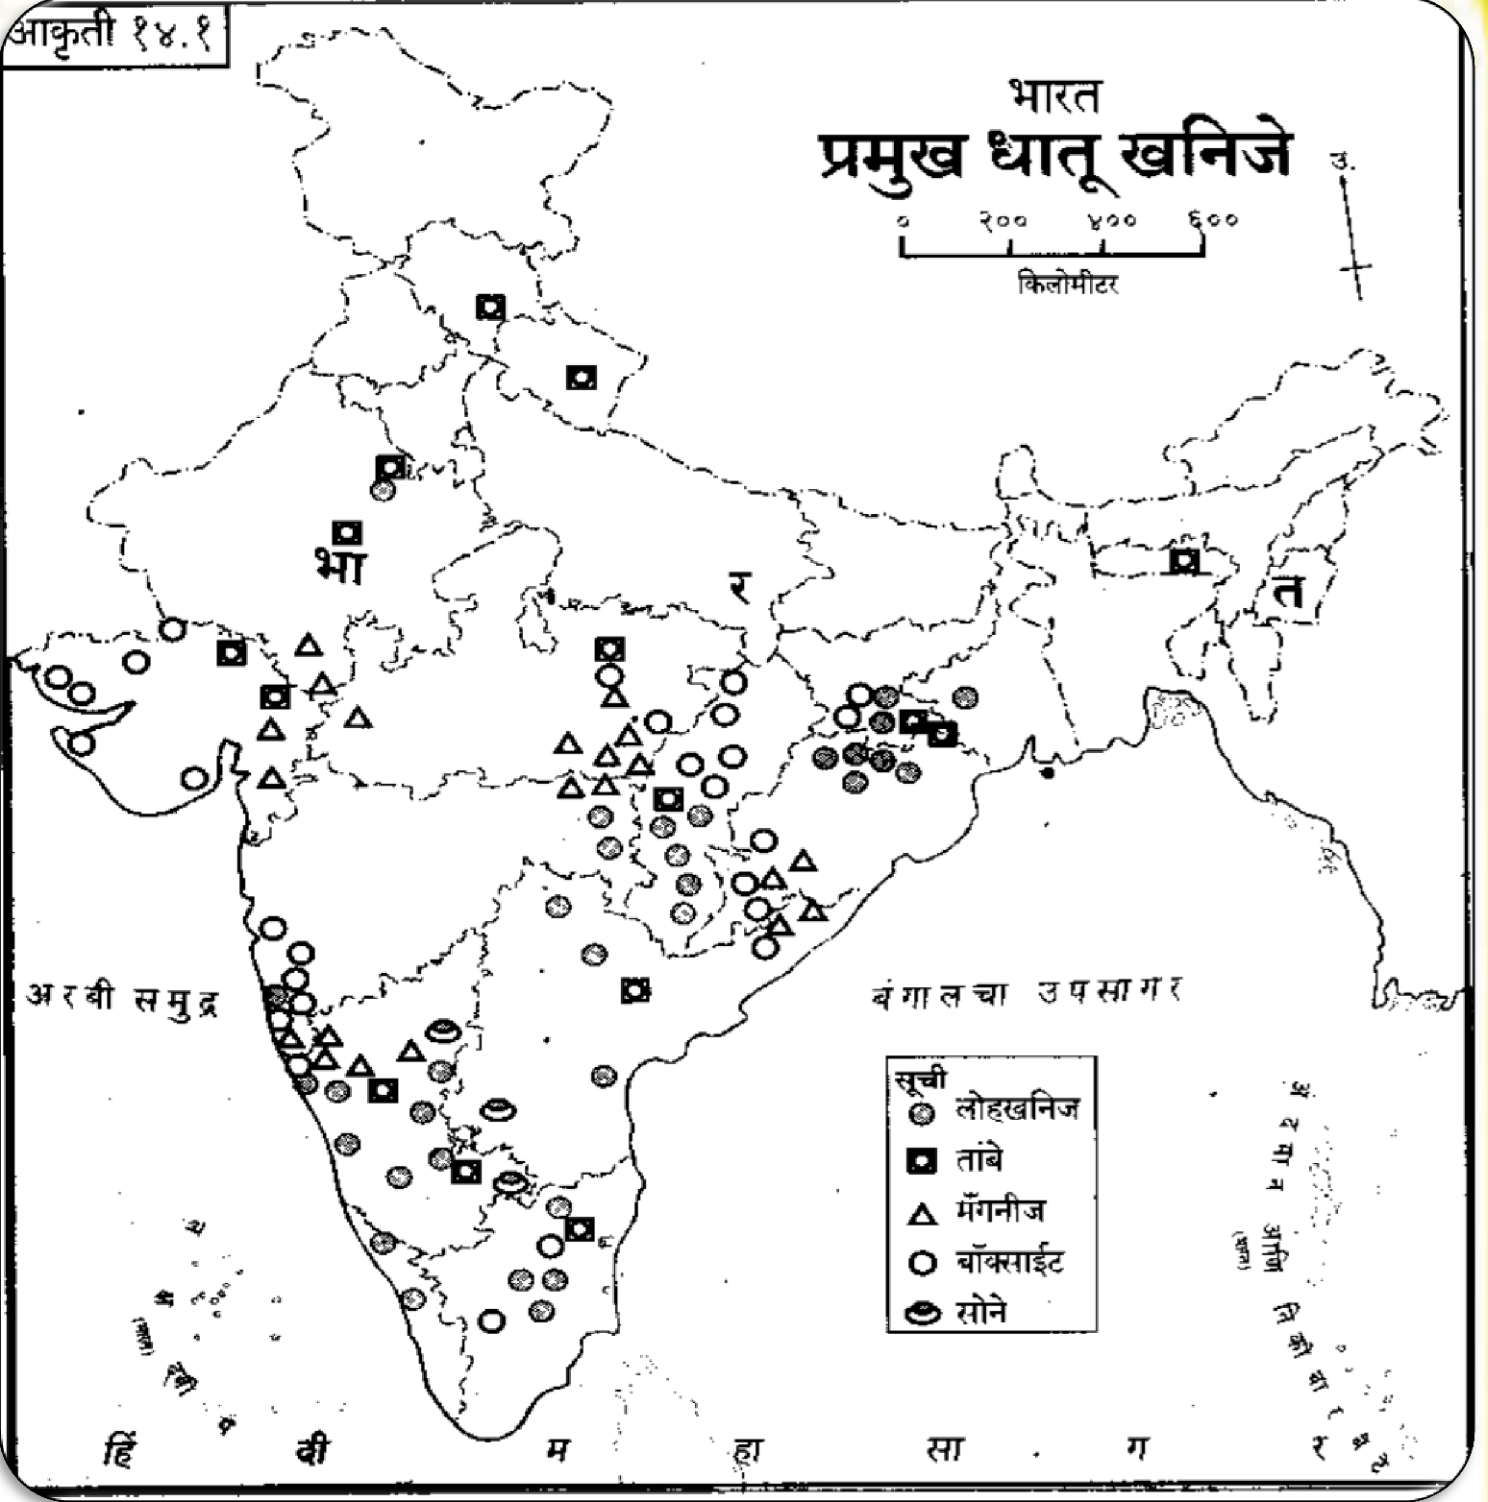 आकृती १४.१
भारत
प्रमुख धातू खनिजे
उ.
० २०० ४०० ६००
किलोमीटर
भा र त
अरबी समुद्र
बंगालचा उपसागर
सूची
लोहखनिज
तांबे
मँगनीज
बॉक्साईट
सोने
अंदमान आणि निकोबार
(भारत)
हिंदी महासागर